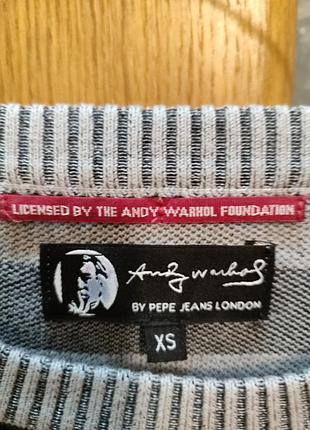 LICENSED BY THE ANDY WARHOL FOUNDATION
Andy Warhol
BY PEPE JEANS LONDON
XS